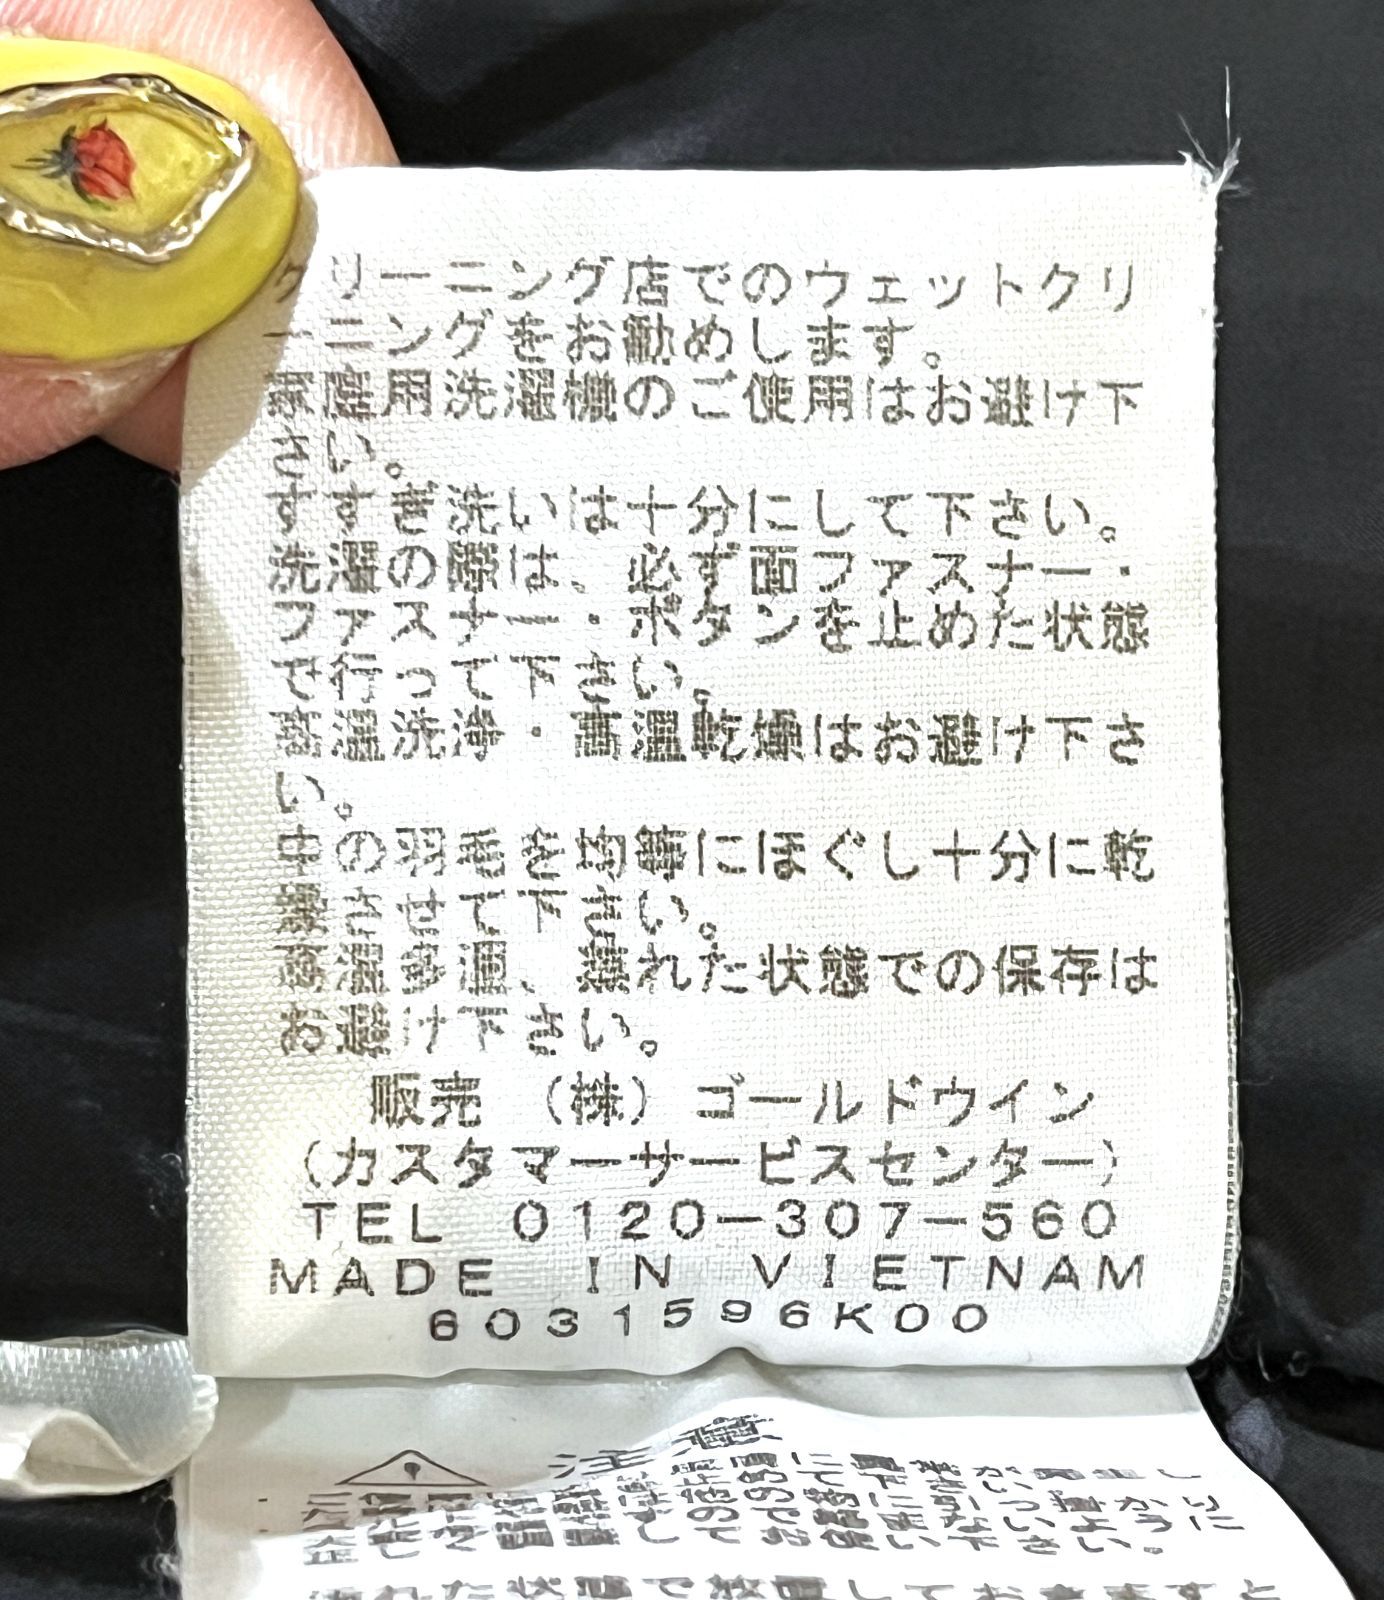 クリーニング店でのウェットクリ
ーニングをお勧めします。
家庭用洗濯機のご使用はお避け下
さい。
すすぎ洗いは十分にして下さい。
洗濯の際は、必ず面ファスナー・
ファスナー・ボタンを止めた状態
で行って下さい。
高温洗浄・高温乾燥はお避け下さ
い。
中の羽毛を均等にほぐし十分に乾
燥させて下さい。
高温多湿、濡れた状態での保存は
お避け下さい。
販売 (株)ゴールドウイン
(カスタマーサービスセンター)
TEL 0120-307-560
MADE IN VIETNAM
6031596K00
注意